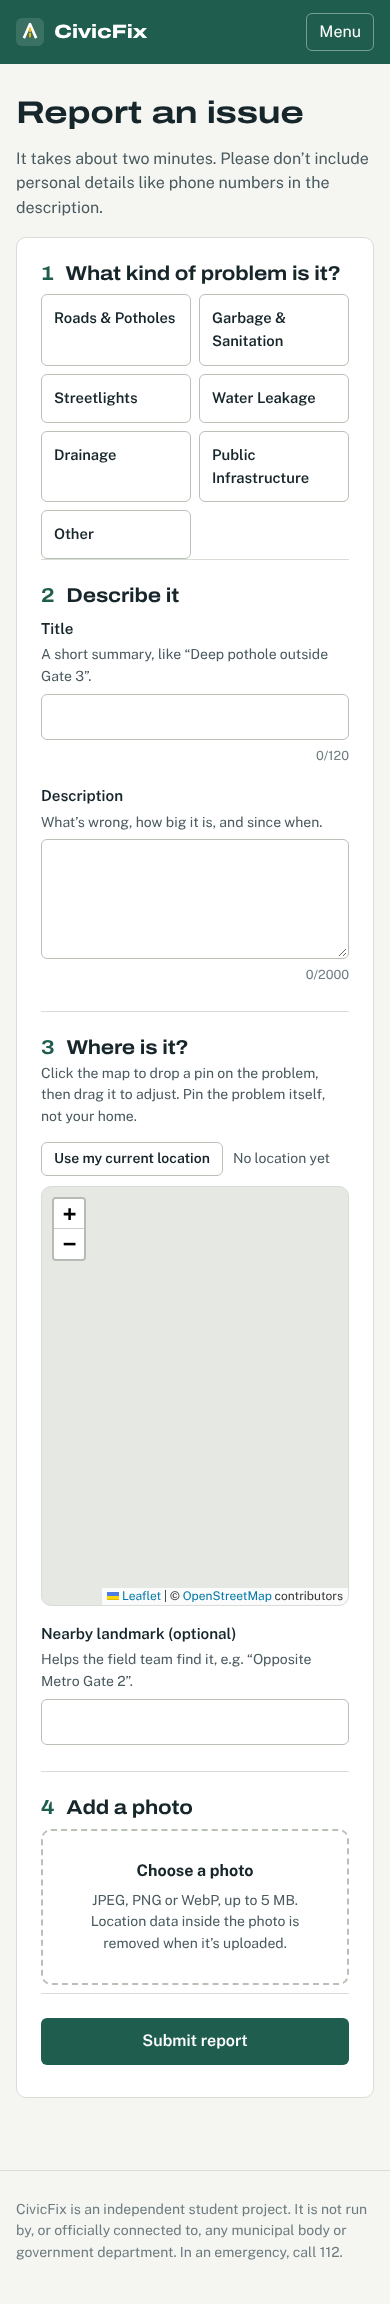 CivicFix
Menu
Report an issue
It takes about two minutes. Please don’t include
personal details like phone numbers in the
description.
1 What kind of problem is it?
Roads & Potholes
Garbage &
Sanitation
Streetlights
Water Leakage
Drainage
Public
Infrastructure
Other
2 Describe it
Title
A short summary, like “Deep pothole outside
Gate 3”.
0/120
Description
What’s wrong, how big it is, and since when.
0/2000
3 Where is it?
Click the map to drop a pin on the problem,
then drag it to adjust. Pin the problem itself,
not your home.
Use my current location
No location yet
+
−
Leaflet | © OpenStreetMap contributors
Nearby landmark (optional)
Helps the field team find it, e.g. “Opposite
Metro Gate 2”.
4 Add a photo
Choose a photo
JPEG, PNG or WebP, up to 5 MB.
Location data inside the photo is
removed when it’s uploaded.
Submit report
CivicFix is an independent student project. It is not run
by, or officially connected to, any municipal body or
government department. In an emergency, call 112.